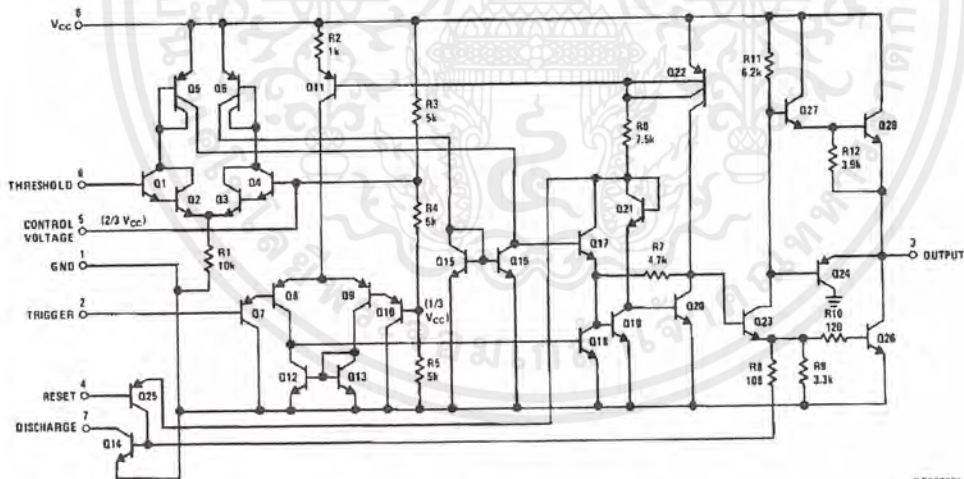 8
VCC
R2
1k
R11
6.2k
Q22
Q5
Q6
Q11
Q27
R3
5k
Q28
R6
7.5k
R12
3.9k
6
THRESHOLD
Q1
Q4
Q2
Q3
5
CONTROL
VOLTAGE
(2/3 VCC)
R4
5k
Q21
Q17
3
OUTPUT
1
GND
R1
10k
Q15
Q16
R7
4.7k
Q24
Q8
Q9
2
TRIGGER
Q7
Q10
(1/3
VCC)
Q23
R10
120
Q18
Q19
Q20
Q26
Q12
Q13
R5
5k
R8
100
R9
3.3k
4
RESET
Q25
7
DISCHARGE
Q14